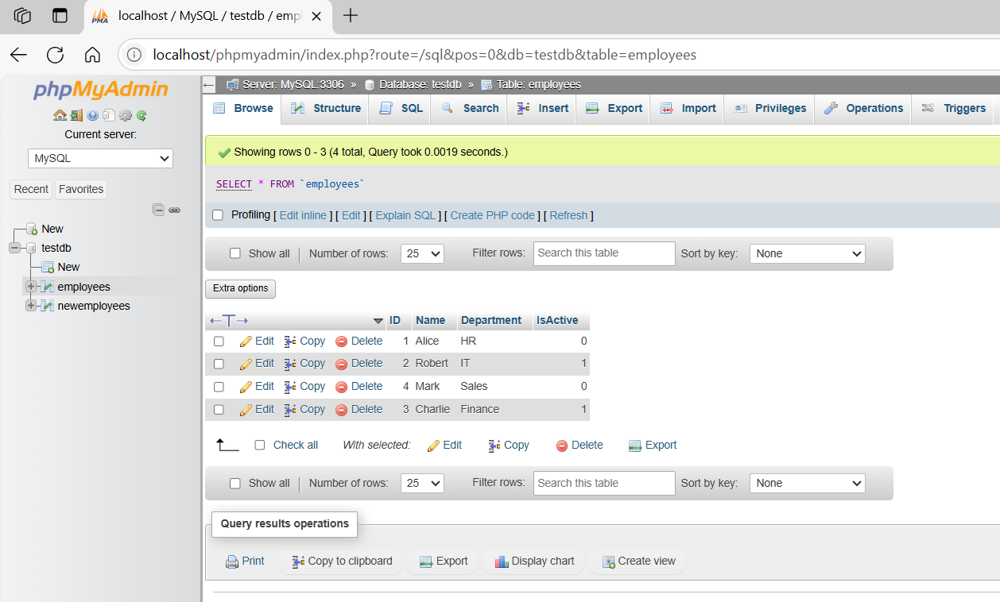 PMA localhost / MySQL / testdb / emp
localhost/phpmyadmin/index.php?route=/sql&pos=0&db=testdb&table=employees
phpMyAdmin
Current server:
MySQL
Recent Favorites
New
testdb
New
employees
newemployees
Server: MySQL:3306 » Database: testdb » Table: employees
Browse Structure SQL Search Insert Export Import Privileges Operations Triggers
Showing rows 0 - 3 (4 total, Query took 0.0019 seconds.)
SELECT * FROM `employees`
Profiling [ Edit inline ] [ Edit ] [ Explain SQL ] [ Create PHP code ] [ Refresh ]
Show all | Number of rows: 25 Filter rows: Search this table Sort by key: None
Extra options
←T→ ID Name Department IsActive
Edit Copy Delete 1 Alice HR 0
Edit Copy Delete 2 Robert IT 1
Edit Copy Delete 4 Mark Sales 0
Edit Copy Delete 3 Charlie Finance 1
Check all With selected: Edit Copy Delete Export
Show all | Number of rows: 25 Filter rows: Search this table Sort by key: None
Query results operations
Print Copy to clipboard Export Display chart Create view